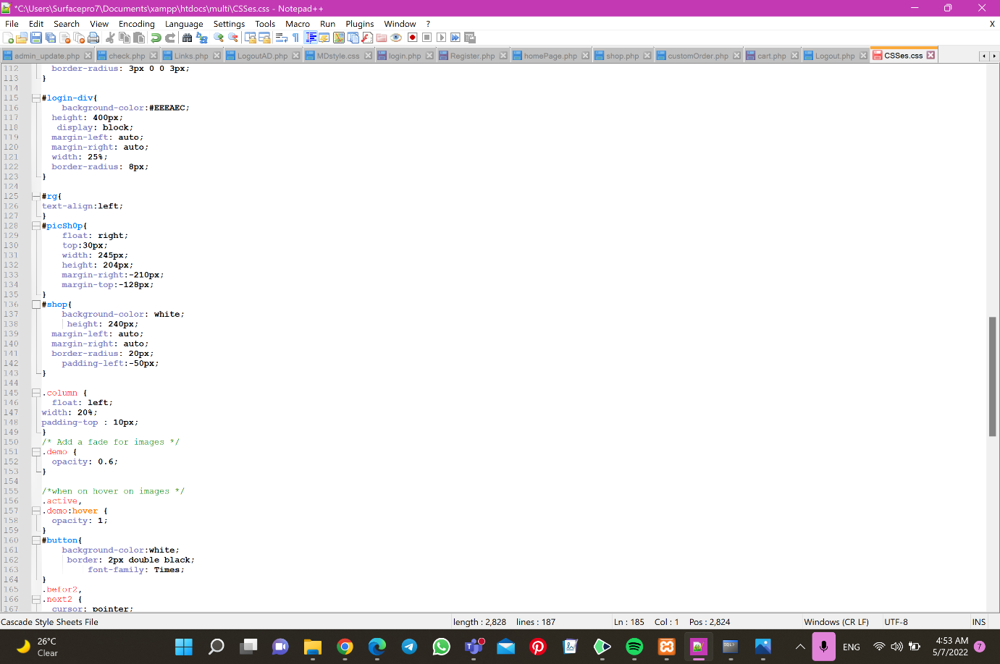 *C:\Users\Surfacepro7\Documents\xampp\htdocs\multi\CSSes.css - Notepad++
File Edit Search View Encoding Language Settings Tools Macro Run Plugins Window ? X
admin_update.php check.php Links.php LogoutAD.php MDstyle.css login.php Register.php homePage.php shop.php customOrder.php cart.php Logout.php CSSes.css
112 border-radius: 3px 0 0 3px;
113 }
114
115 #login-div{
116 background-color:#EEEAEC;
117 height: 400px;
118 display: block;
119 margin-left: auto;
120 margin-right: auto;
121 width: 25%;
122 border-radius: 8px;
123 }
124
125 #rg{
126 text-align:left;
127 }
128 #picSh0p{
129 float: right;
130 top:30px;
131 width: 245px;
132 height: 204px;
133 margin-right:-210px;
134 margin-top:-128px;
135 }
136 #shop{
137 background-color: white;
138 height: 240px;
139 margin-left: auto;
140 margin-right: auto;
141 border-radius: 20px;
142 padding-left:-50px;
143 }
144
145 .column {
146 float: left;
147 width: 20%;
148 padding-top : 10px;
149 }
150 /* Add a fade for images */
151 .demo {
152 opacity: 0.6;
153 }
154
155 /*when on hover on images */
156 .active,
157 .demo:hover {
158 opacity: 1;
159 }
160 #button{
161 background-color:white;
162 border: 2px double black;
163 font-family: Times;
164 }
165 .befor2,
166 .next2 {
167 cursor: pointer;
Cascade Style Sheets File length : 2,828 lines : 187 Ln : 185 Col : 1 Pos : 2,824 Windows (CR LF) UTF-8 INS
26°C
Clear
ENG
4:53 AM
5/7/2022
7